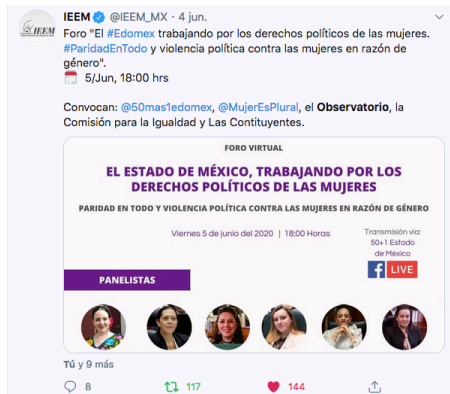 IEEM @IEEM_MX · 4 jun.
Foro "El #Edomex trabajando por los derechos políticos de las mujeres.
#ParidadEnTodo y violencia política contra las mujeres en razón de
género".
5/Jun, 18:00 hrs
Convocan: @50mas1edomex, @MujerEsPlural, el Observatorio, la
Comisión para la Igualdad y Las Contituyentes.
FORO VIRTUAL
EL ESTADO DE MÉXICO, TRABAJANDO POR LOS
DERECHOS POLÍTICOS DE LAS MUJERES
PARIDAD EN TODO Y VIOLENCIA POLÍTICA CONTRA LAS MUJERES EN RAZÓN DE GÉNERO
Viernes 5 de junio del 2020 | 18:00 Horas
Transmisión via:
50+1 Estado
de México
f LIVE
PANELISTAS
Tú y 9 más
8 117 144
IEEM